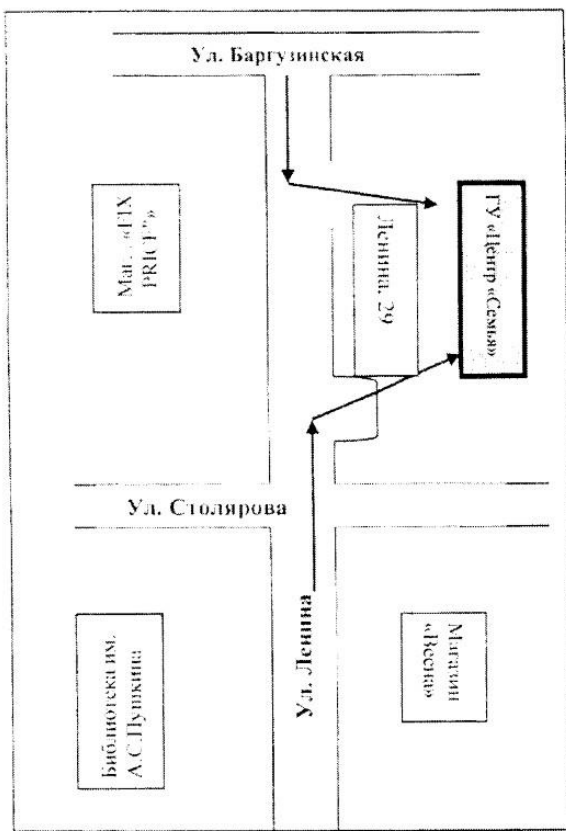 Ул. Баргузинская
Маг. «FIX
PRICE"»
Ленина, 29
ГУ «Центр «Семья»
Ул. Столярова
Библиотека им.
А.С.Пушкина
Ул. Ленина
Магазин
«Весна»